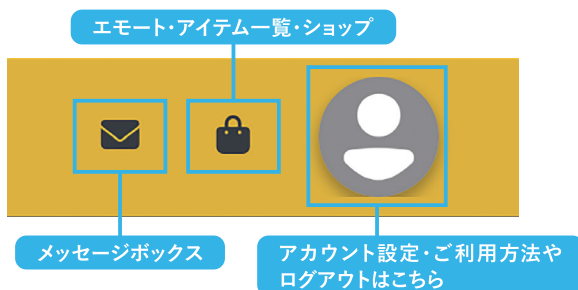 エモート・アイテム一覧・ショップ
メッセージボックス
アカウント設定・ご利用方法や
ログアウトはこちら